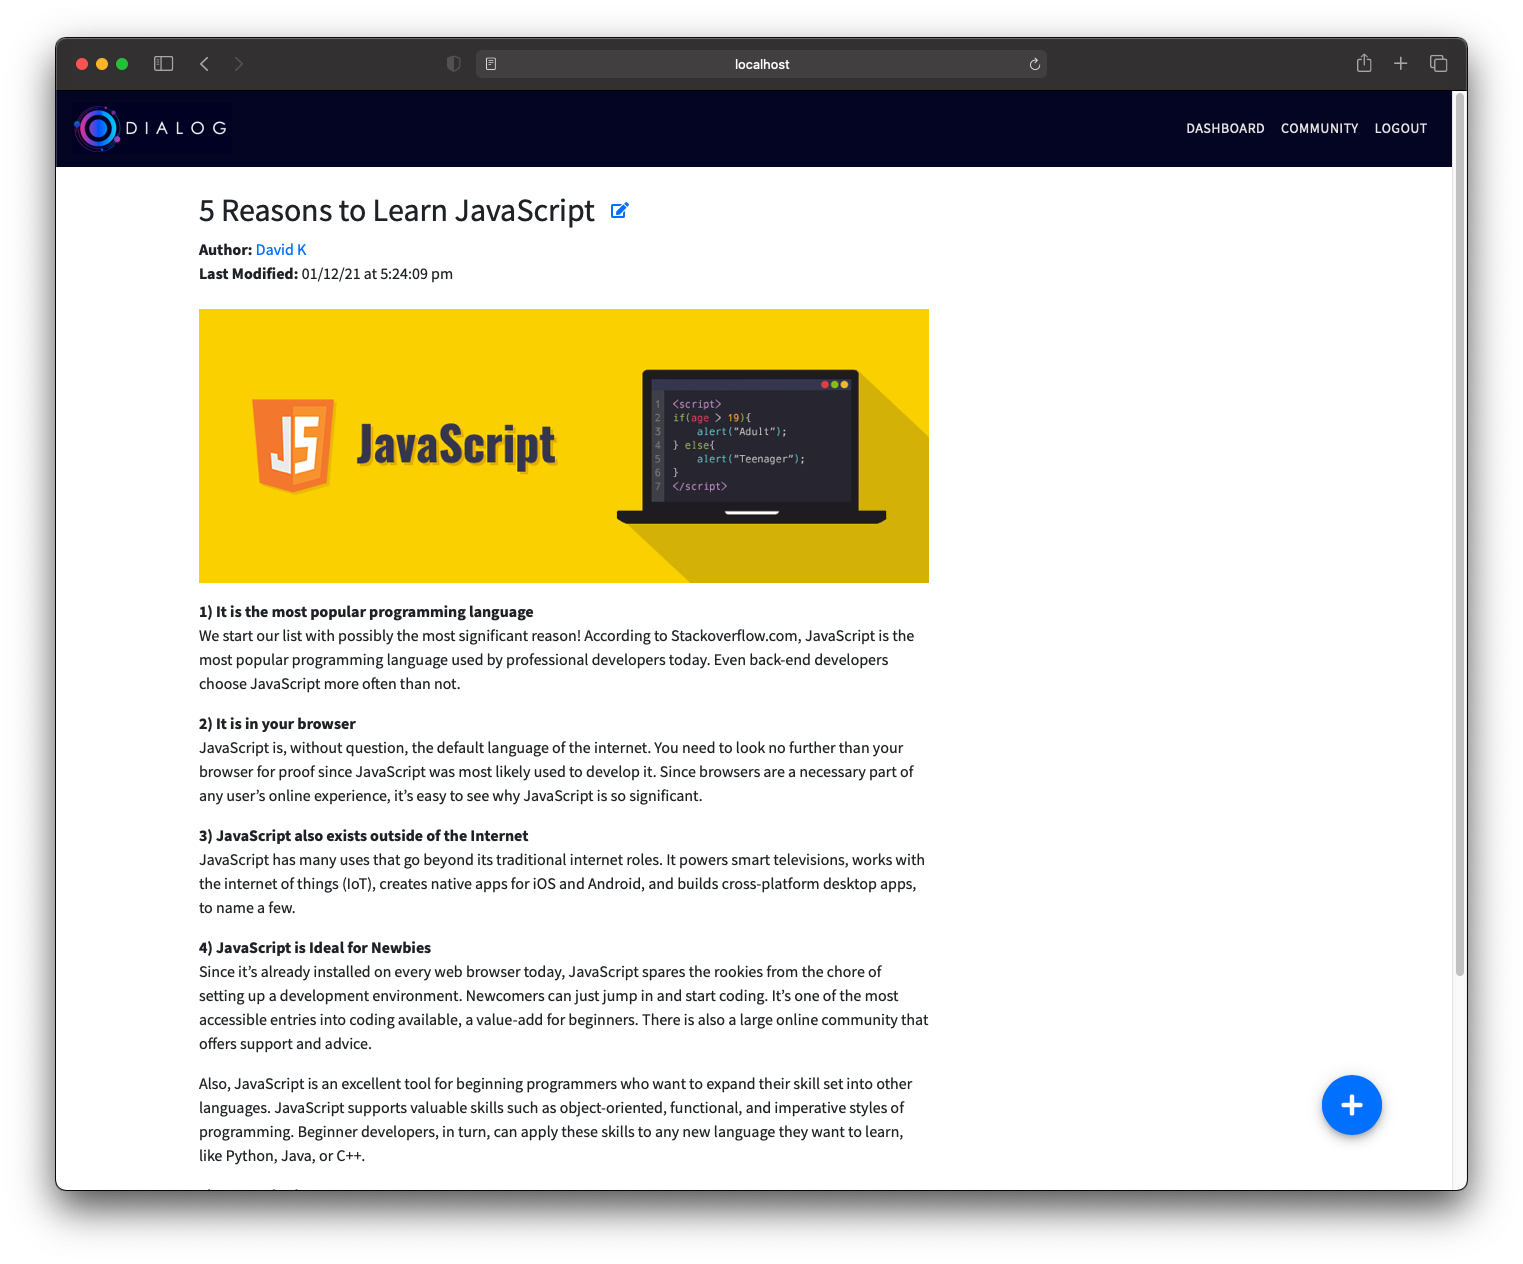 localhost
DIALOG
DASHBOARD COMMUNITY LOGOUT
5 Reasons to Learn JavaScript
Author: David K
Last Modified: 01/12/21 at 5:24:09 pm
JS
JavaScript
1 <script>
2 if(age > 19){
3 alert(“Adult”);
4 } else{
5 alert(“Teenager”);
6 }
7 </script>
1) It is the most popular programming language
We start our list with possibly the most significant reason! According to Stackoverflow.com, JavaScript is the
most popular programming language used by professional developers today. Even back-end developers
choose JavaScript more often than not.
2) It is in your browser
JavaScript is, without question, the default language of the internet. You need to look no further than your
browser for proof since JavaScript was most likely used to develop it. Since browsers are a necessary part of
any user’s online experience, it’s easy to see why JavaScript is so significant.
3) JavaScript also exists outside of the Internet
JavaScript has many uses that go beyond its traditional internet roles. It powers smart televisions, works with
the internet of things (IoT), creates native apps for iOS and Android, and builds cross-platform desktop apps,
to name a few.
4) JavaScript is Ideal for Newbies
Since it’s already installed on every web browser today, JavaScript spares the rookies from the chore of
setting up a development environment. Newcomers can just jump in and start coding. It’s one of the most
accessible entries into coding available, a value-add for beginners. There is also a large online community that
offers support and advice.
Also, JavaScript is an excellent tool for beginning programmers who want to expand their skill set into other
languages. JavaScript supports valuable skills such as object-oriented, functional, and imperative styles of
programming. Beginner developers, in turn, can apply these skills to any new language they want to learn,
like Python, Java, or C++.